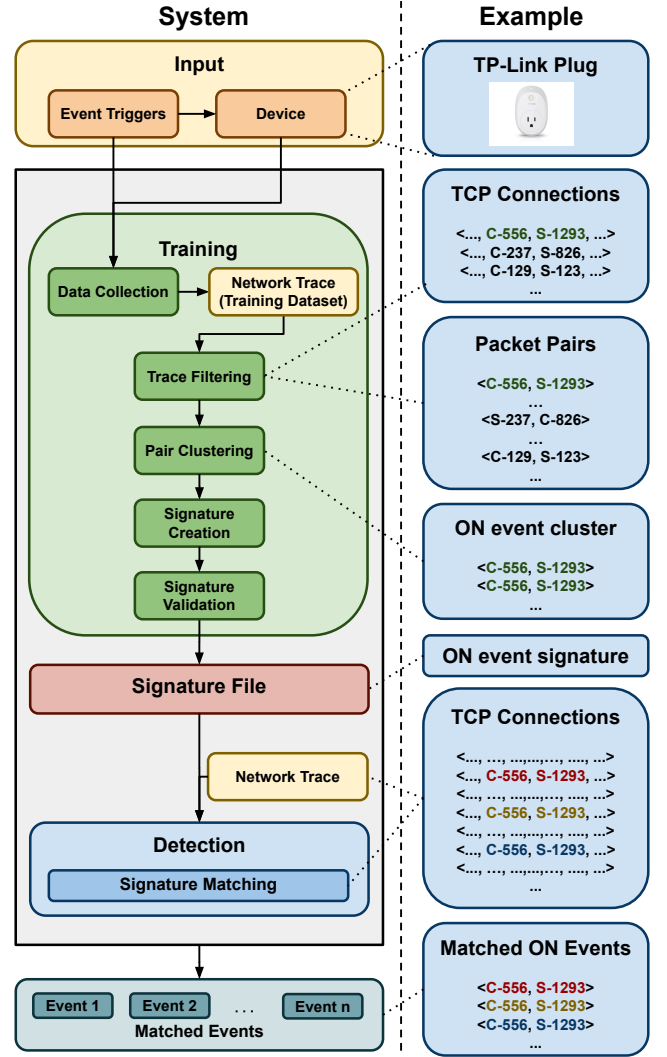 System
Input
Event Triggers
Device
Training
Data Collection
Network Trace
(Training Dataset)
Trace Filtering
Pair Clustering
Signature
Creation
Signature
Validation
Signature File
Network Trace
Detection
Signature Matching
Event 1
Event 2
...
Event n
Matched Events
Example
TP-Link Plug
TCP Connections
<..., C-556, S-1293, ...>
<..., C-237, S-826, ...>
<..., C-129, S-123, ...>
...
Packet Pairs
<C-556, S-1293>
...
<S-237, C-826>
...
<C-129, S-123>
...
ON event cluster
<C-556, S-1293>
<C-556, S-1293>
...
ON event signature
TCP Connections
<..., ..., ...,...,..., ...., ...>
<..., C-556, S-1293, ...>
<..., ..., ...,...,..., ...., ...>
<..., C-556, S-1293, ...>
<..., ..., ...,...,..., ...., ...>
<..., C-556, S-1293, ...>
<..., ..., ...,...,..., ...., ...>
...
Matched ON Events
<C-556, S-1293>
<C-556, S-1293>
<C-556, S-1293>
...